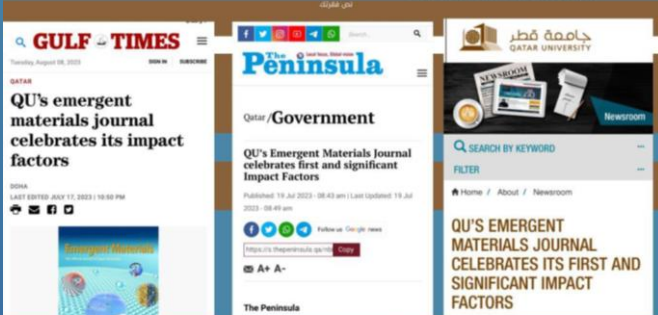 نص فقرتك
GULF TIMES
Tuesday, August 08, 2023
SIGN IN
SUBSCRIBE
QATAR
QU's emergent
materials journal
celebrates its impact
factors
DOHA
LAST EDITED JULY 17, 2023 | 10:50 PM
Emergent Materials
Search...
The
Peninsula
Qatar /Government
QU's Emergent Materials Journal
celebrates first and significant
Impact Factors
Published: 19 Jul 2023 - 08:43 am | Last Updated: 19 Jul
2023 - 08:49 am
Follow us Google news
Copy
A+ A-
The Peninsula
جامعة قطر
QATAR UNIVERSITY
NEWSROOM
Newsroom
SEARCH BY KEYWORD
FILTER
Home / About / Newsroom
QU'S EMERGENT
MATERIALS JOURNAL
CELEBRATES ITS FIRST AND
SIGNIFICANT IMPACT
FACTORS